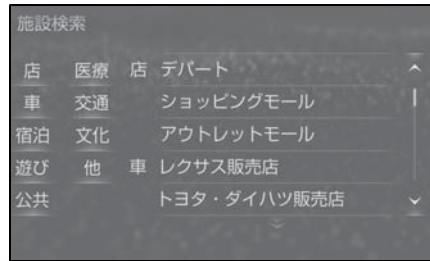 施設検索
店 医療 店 デパート
車 交通 ショッピングモール
宿泊 文化 アウトレットモール
遊び 他 車 レクサス販売店
公共 トヨタ・ダイハツ販売店